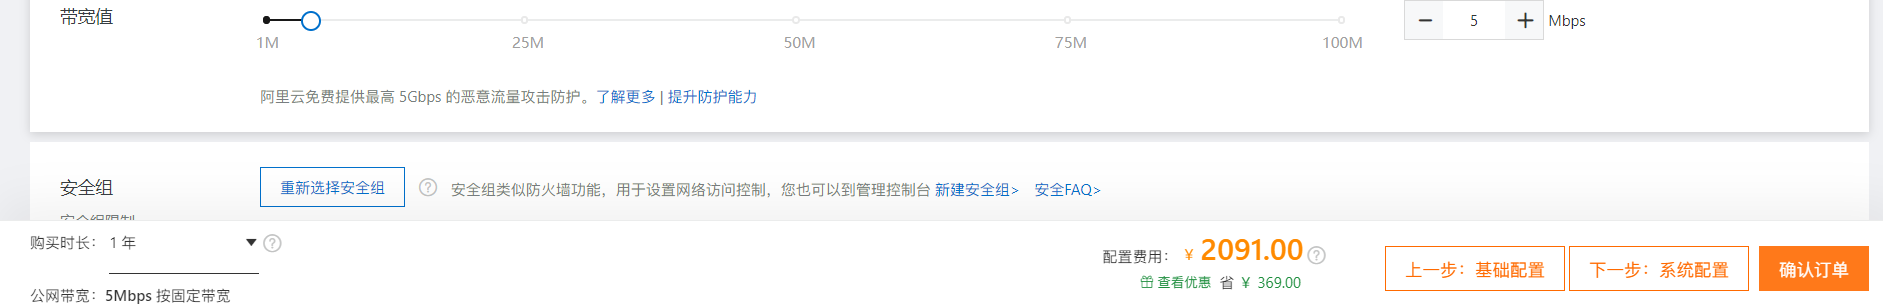 带宽值
1M 25M 50M 75M 100M
5 Mbps
阿里云免费提供最高 5Gbps 的恶意流量攻击防护。了解更多 | 提升防护能力
安全组
重新选择安全组
安全组类似防火墙功能，用于设置网络访问控制，您也可以到管理控制台 新建安全组> 安全FAQ>
安全组限制
购买时长： 1 年
公网带宽：5Mbps 按固定带宽
配置费用： ¥ 2091.00
查看优惠 省 ¥ 369.00
上一步：基础配置
下一步：系统配置
确认订单